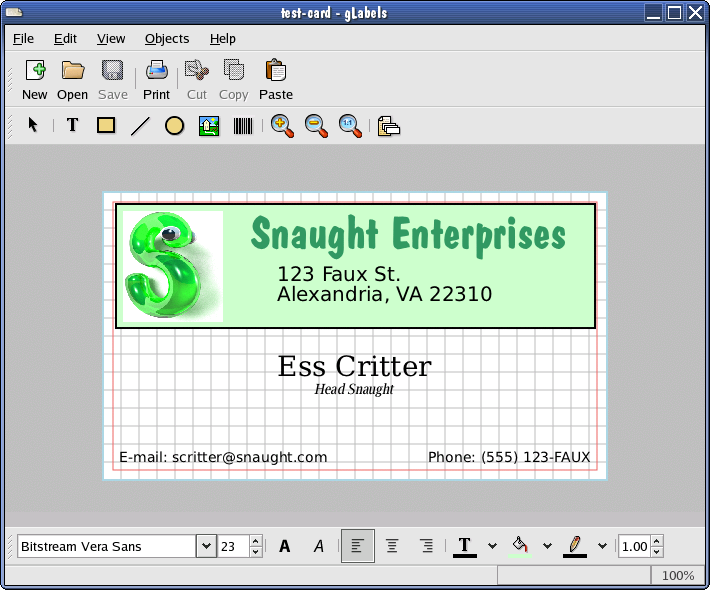 test-card - gLabels
File Edit View Objects Help
New Open Save Print Cut Copy Paste
T 1:1
Snaught Enterprises
123 Faux St.
Alexandria, VA 22310
Ess Critter
Head Snaught
E-mail: scritter@snaught.com Phone: (555) 123-FAUX
Bitstream Vera Sans 23 A A T 1.00
100%